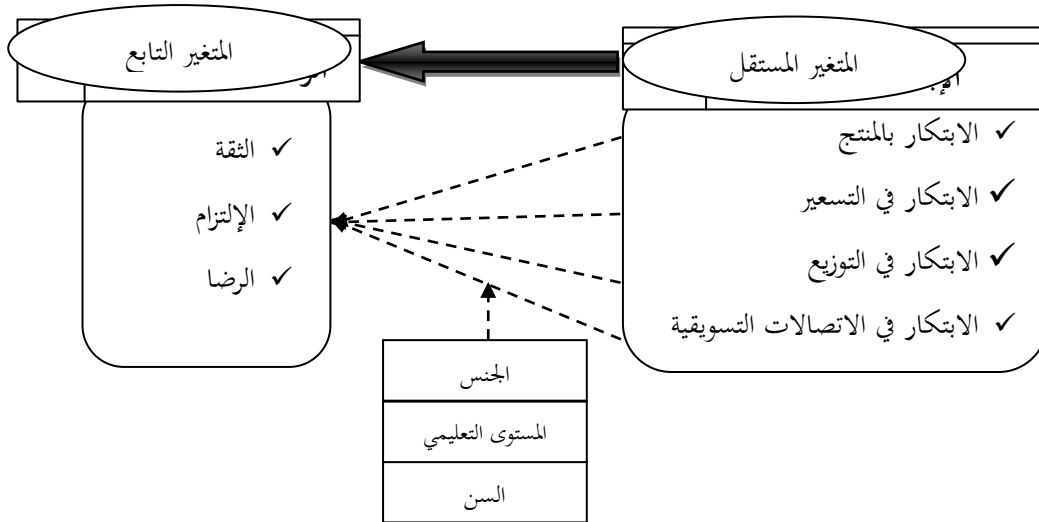 المتغير المستقل
المتغير التابع
الابتكار بالمنتج
الابتكار في التسعير
الابتكار في التوزيع
الابتكار في الاتصالات التسويقية
الثقة
الإلتزام
الرضا
الجنس
المستوى التعليمي
السن